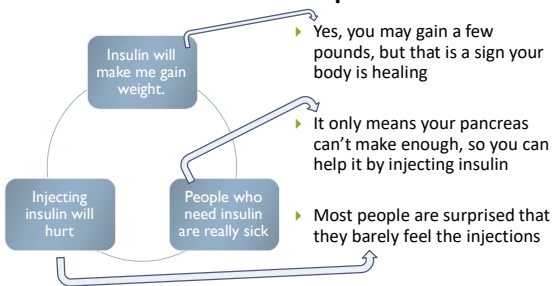 Insulin will
make me gain
weight.
Injecting
insulin will
hurt
People who
need insulin
are really sick
Yes, you may gain a few
pounds, but that is a sign your
body is healing
It only means your pancreas
can’t make enough, so you can
help it by injecting insulin
Most people are surprised that
they barely feel the injections